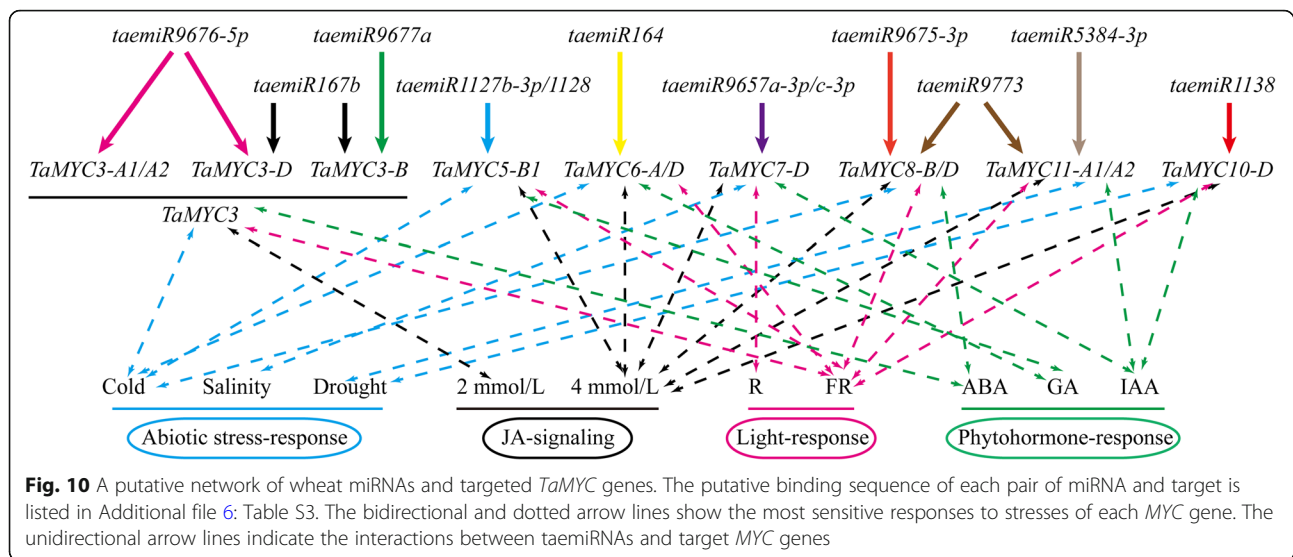 taemiR9676-5p taemiR9677a taemiR164 taemiR9675-3p taemiR5384-3p
taemiR167b taemiR1127b-3p/1128 taemiR9657a-3p/c-3p taemiR9773 taemiR1138
TaMYC3-A1/A2 TaMYC3-D TaMYC3-B TaMYC5-B1 TaMYC6-A/D TaMYC7-D TaMYC8-B/D TaMYC11-A1/A2 TaMYC10-D
TaMYC3
Cold Salinity Drought 2 mmol/L 4 mmol/L R FR ABA GA IAA
Abiotic stress-response JA-signaling Light-response Phytohormone-response
Fig. 10 A putative network of wheat miRNAs and targeted TaMYC genes. The putative binding sequence of each pair of miRNA and target is
listed in Additional file 6: Table S3. The bidirectional and dotted arrow lines show the most sensitive responses to stresses of each MYC gene. The
unidirectional arrow lines indicate the interactions between taemiRNAs and target MYC genes